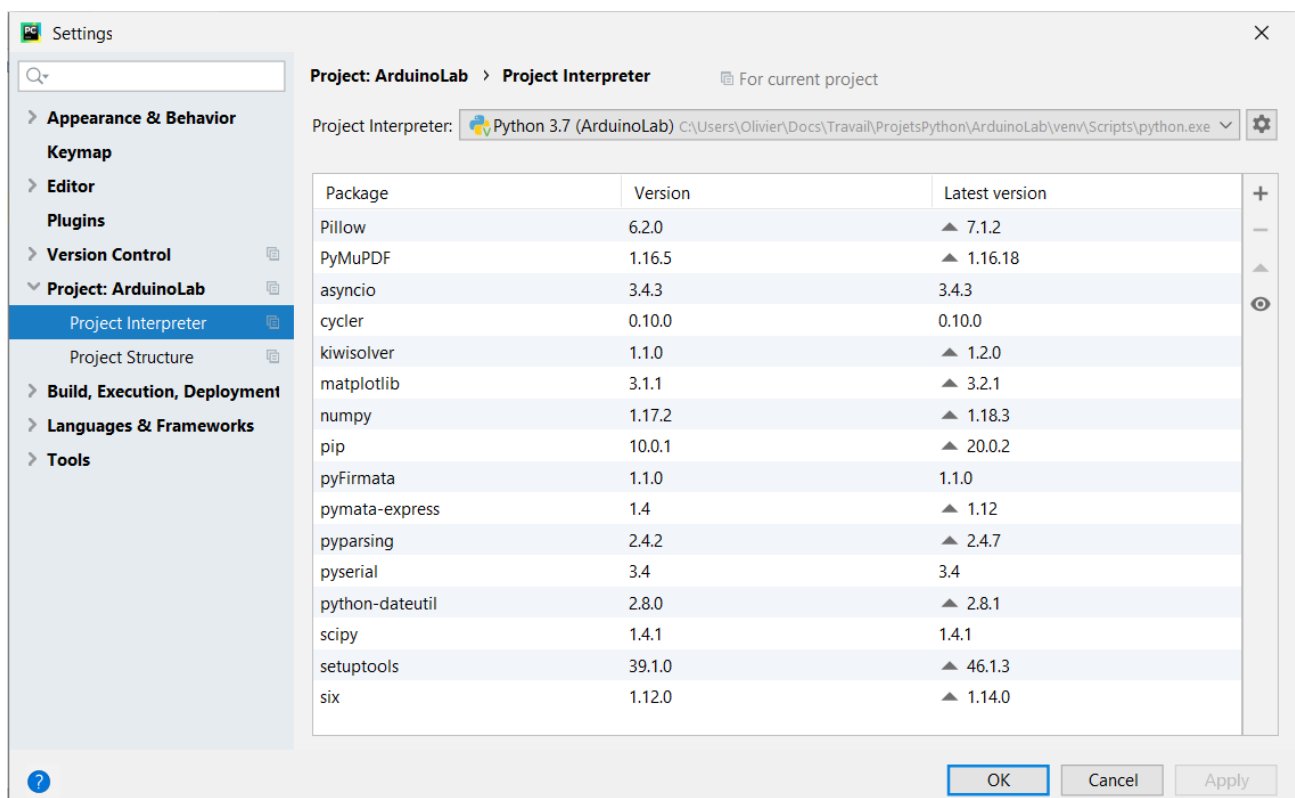 Settings
Project: ArduinoLab > Project Interpreter For current project
Appearance & Behavior
Keymap
Editor
Plugins
Version Control
Project: ArduinoLab
Project Interpreter
Project Structure
Build, Execution, Deployment
Languages & Frameworks
Tools
Project Interpreter: Python 3.7 (ArduinoLab) C:\Users\Olivier\Docs\Travail\ProjetsPython\ArduinoLab\venv\Scripts\python.exe
Package Version Latest version
Pillow 6.2.0 ▲ 7.1.2
PyMuPDF 1.16.5 ▲ 1.16.18
asyncio 3.4.3 3.4.3
cycler 0.10.0 0.10.0
kiwisolver 1.1.0 ▲ 1.2.0
matplotlib 3.1.1 ▲ 3.2.1
numpy 1.17.2 ▲ 1.18.3
pip 10.0.1 ▲ 20.0.2
pyFirmata 1.1.0 1.1.0
pymata-express 1.4 ▲ 1.12
pyparsing 2.4.2 ▲ 2.4.7
pyserial 3.4 3.4
python-dateutil 2.8.0 ▲ 2.8.1
scipy 1.4.1 1.4.1
setuptools 39.1.0 ▲ 46.1.3
six 1.12.0 ▲ 1.14.0
? OK Cancel Apply